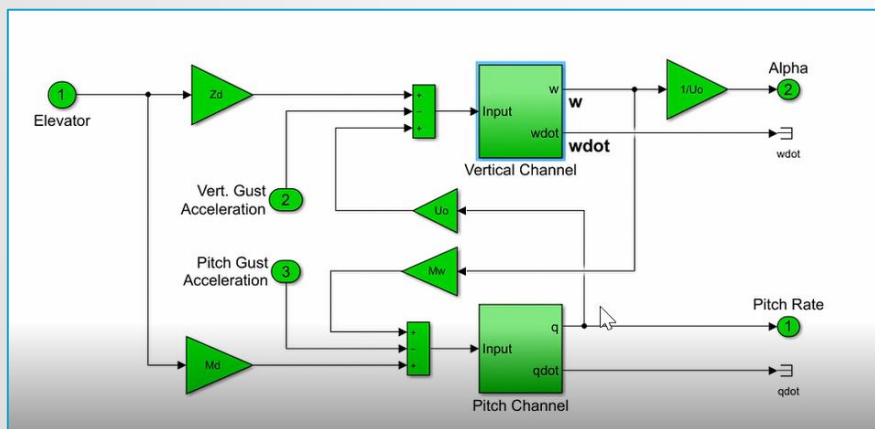 1
Elevator
Zd
+
−
+
Input
w
wdot
w
wdot
Vertical Channel
1/Uo
Alpha
2
wdot
Vert. Gust
Acceleration
2
Uo
Pitch Gust
Acceleration
3
Mw
Md
+
−
+
Input
q
qdot
Pitch Channel
Pitch Rate
1
qdot